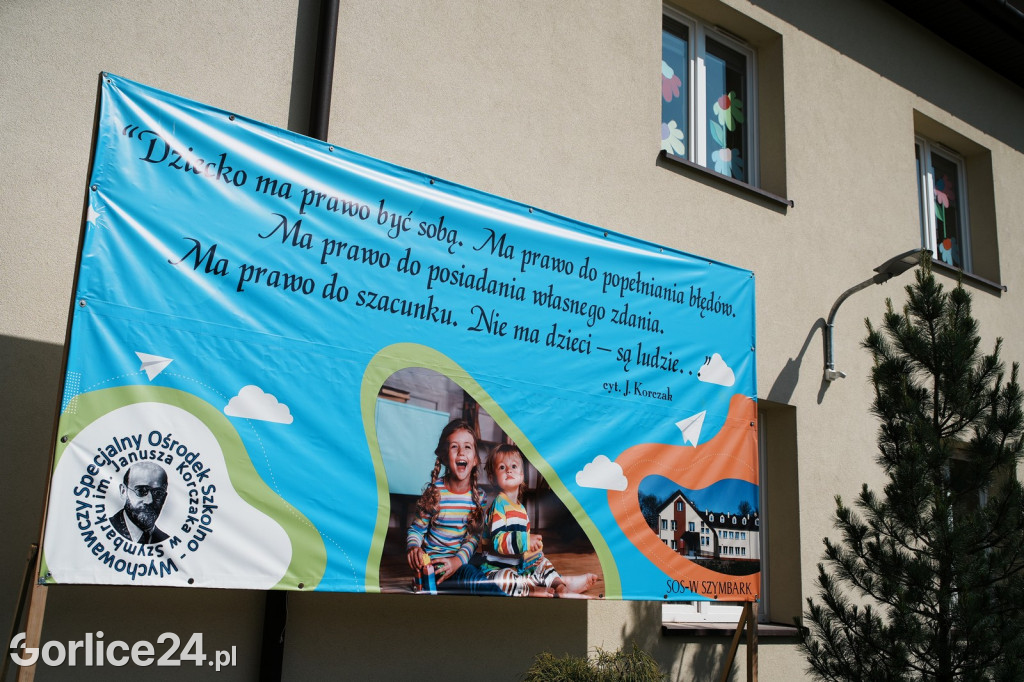 “Dziecko ma prawo być sobą. Ma prawo do popełniania błędów.
Ma prawo do posiadania własnego zdania.
Ma prawo do szacunku. Nie ma dzieci – są ludzie. . .”
cyt. J. Korczak
Specjalny Ośrodek Szkolno -
Wychowawczy
im. Janusza Korczaka w Szymbarku
SOS-W SZYMBARK
Gorlice24.pl